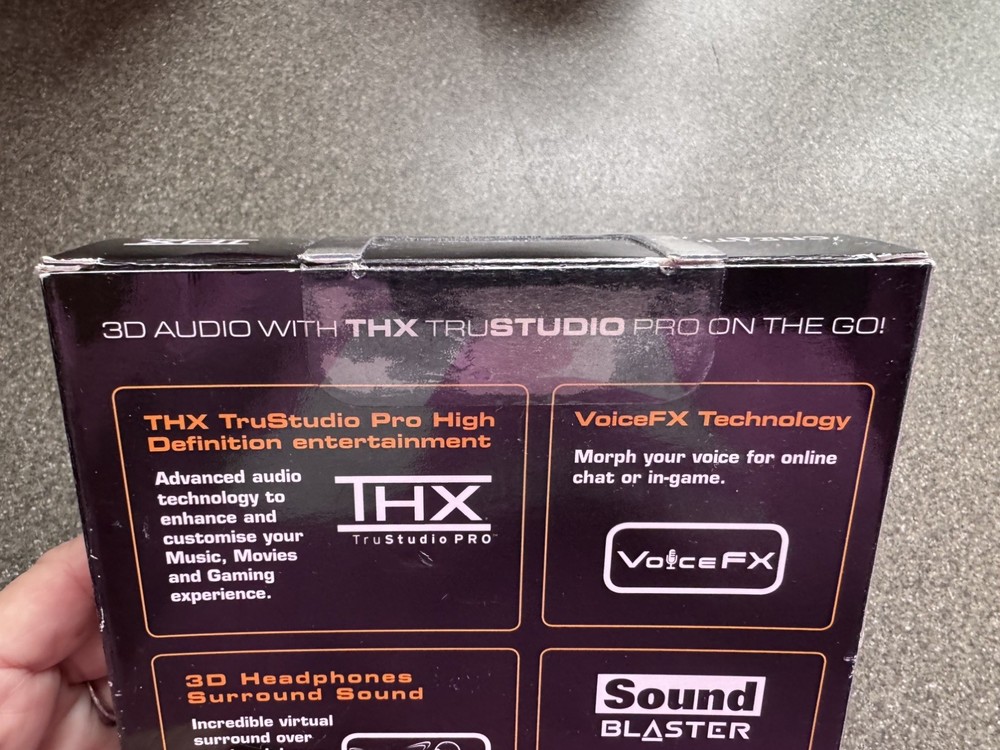 THX
3D AUDIO WITH THX TRUSTUDIO PRO ON THE GO!
THX TruStudio Pro High
Definition entertainment
Advanced audio
technology to
enhance and
customise your
Music, Movies
and Gaming
experience.
THX
TruStudio PRO™
VoiceFX Technology
Morph your voice for online
chat or in-game.
VoiceFX
3D Headphones
Surround Sound
Incredible virtual
surround over
Sound
BLASTER